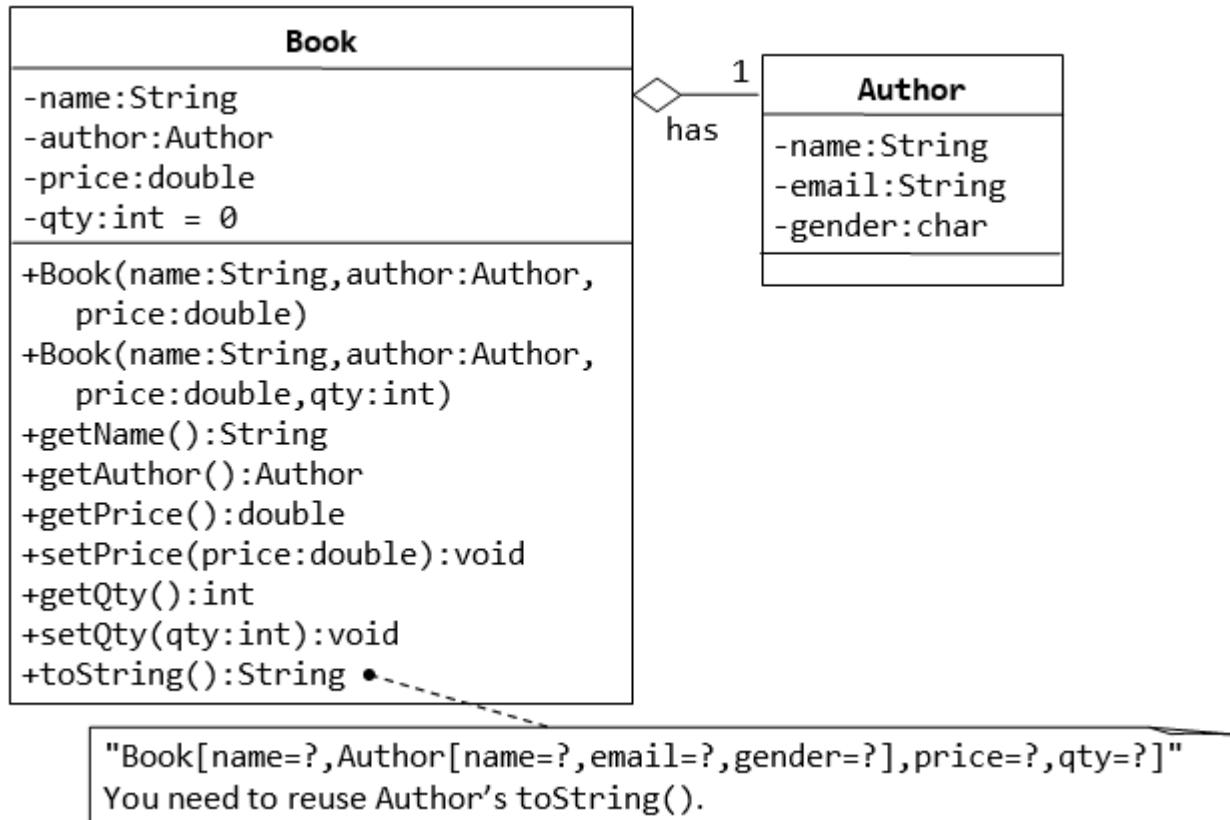 Book
-name:String
-author:Author
-price:double
-qty:int = 0
+Book(name:String,author:Author,
price:double)
+Book(name:String,author:Author,
price:double,qty:int)
+getName():String
+getAuthor():Author
+getPrice():double
+setPrice(price:double):void
+getQty():int
+setQty(qty:int):void
+toString():String
1
has
Author
-name:String
-email:String
-gender:char
"Book[name=?,Author[name=?,email=?,gender=?],price=?,qty=?]"
You need to reuse Author’s toString().